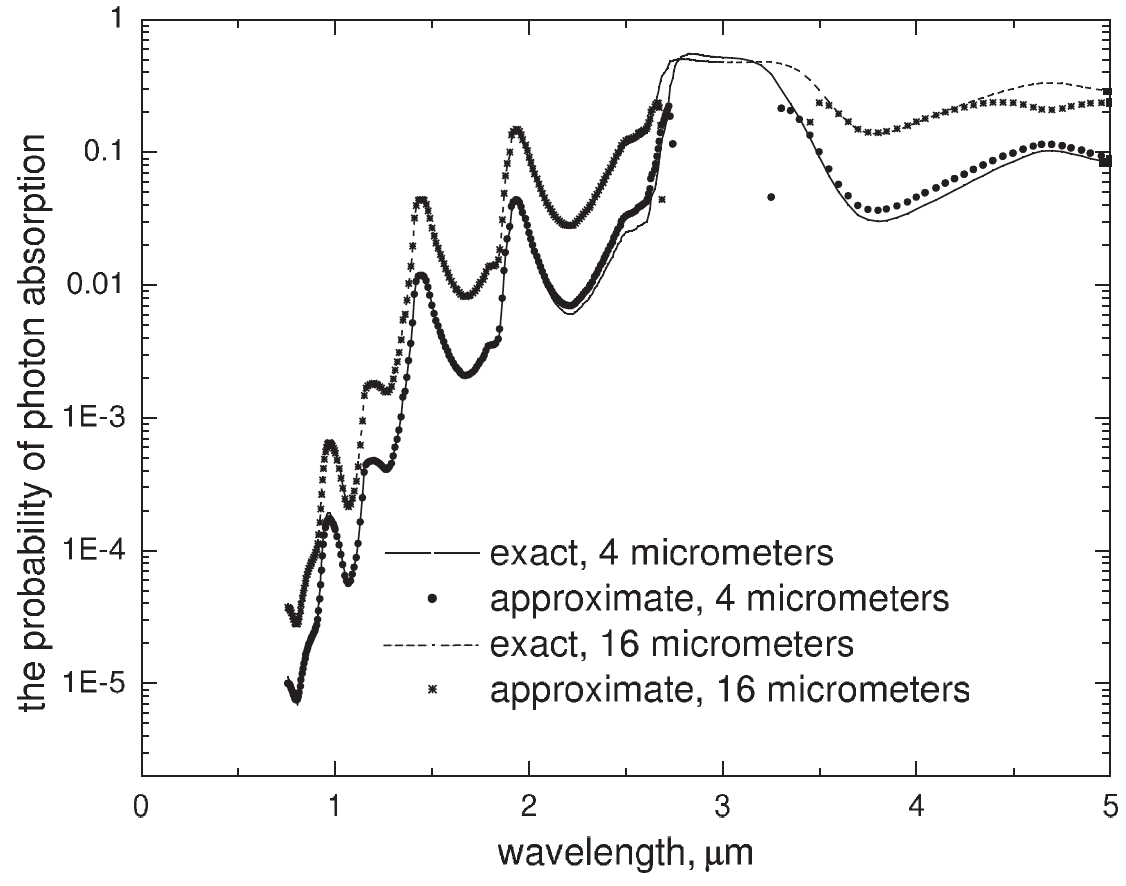 the probability of photon absorption
1
0.1
0.01
1E-3
1E-4
1E-5
exact, 4 micrometers
approximate, 4 micrometers
exact, 16 micrometers
approximate, 16 micrometers
0 1 2 3 4 5
wavelength, μm